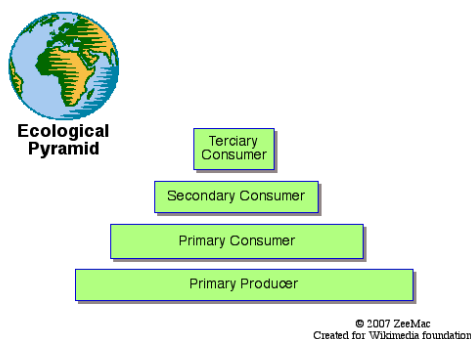 Ecological
Pyramid
Terciary
Consumer
Secondary Consumer
Primary Consumer
Primary Producer
© 2007 ZeeMac
Created for Wikimedia foundation